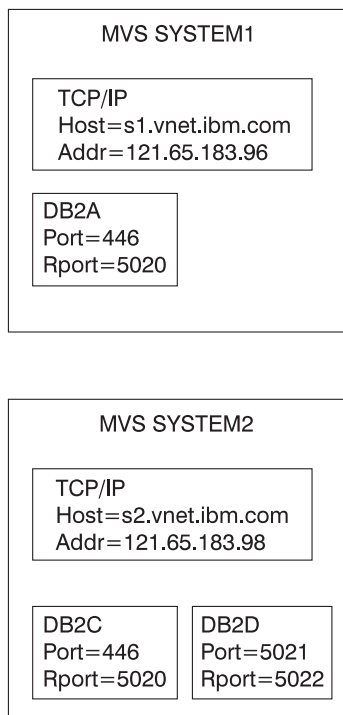 MVS SYSTEM1
TCP/IP
Host=s1.vnet.ibm.com
Addr=121.65.183.96
DB2A
Port=446
Rport=5020
MVS SYSTEM2
TCP/IP
Host=s2.vnet.ibm.com
Addr=121.65.183.98
DB2C
Port=446
Rport=5020
DB2D
Port=5021
Rport=5022